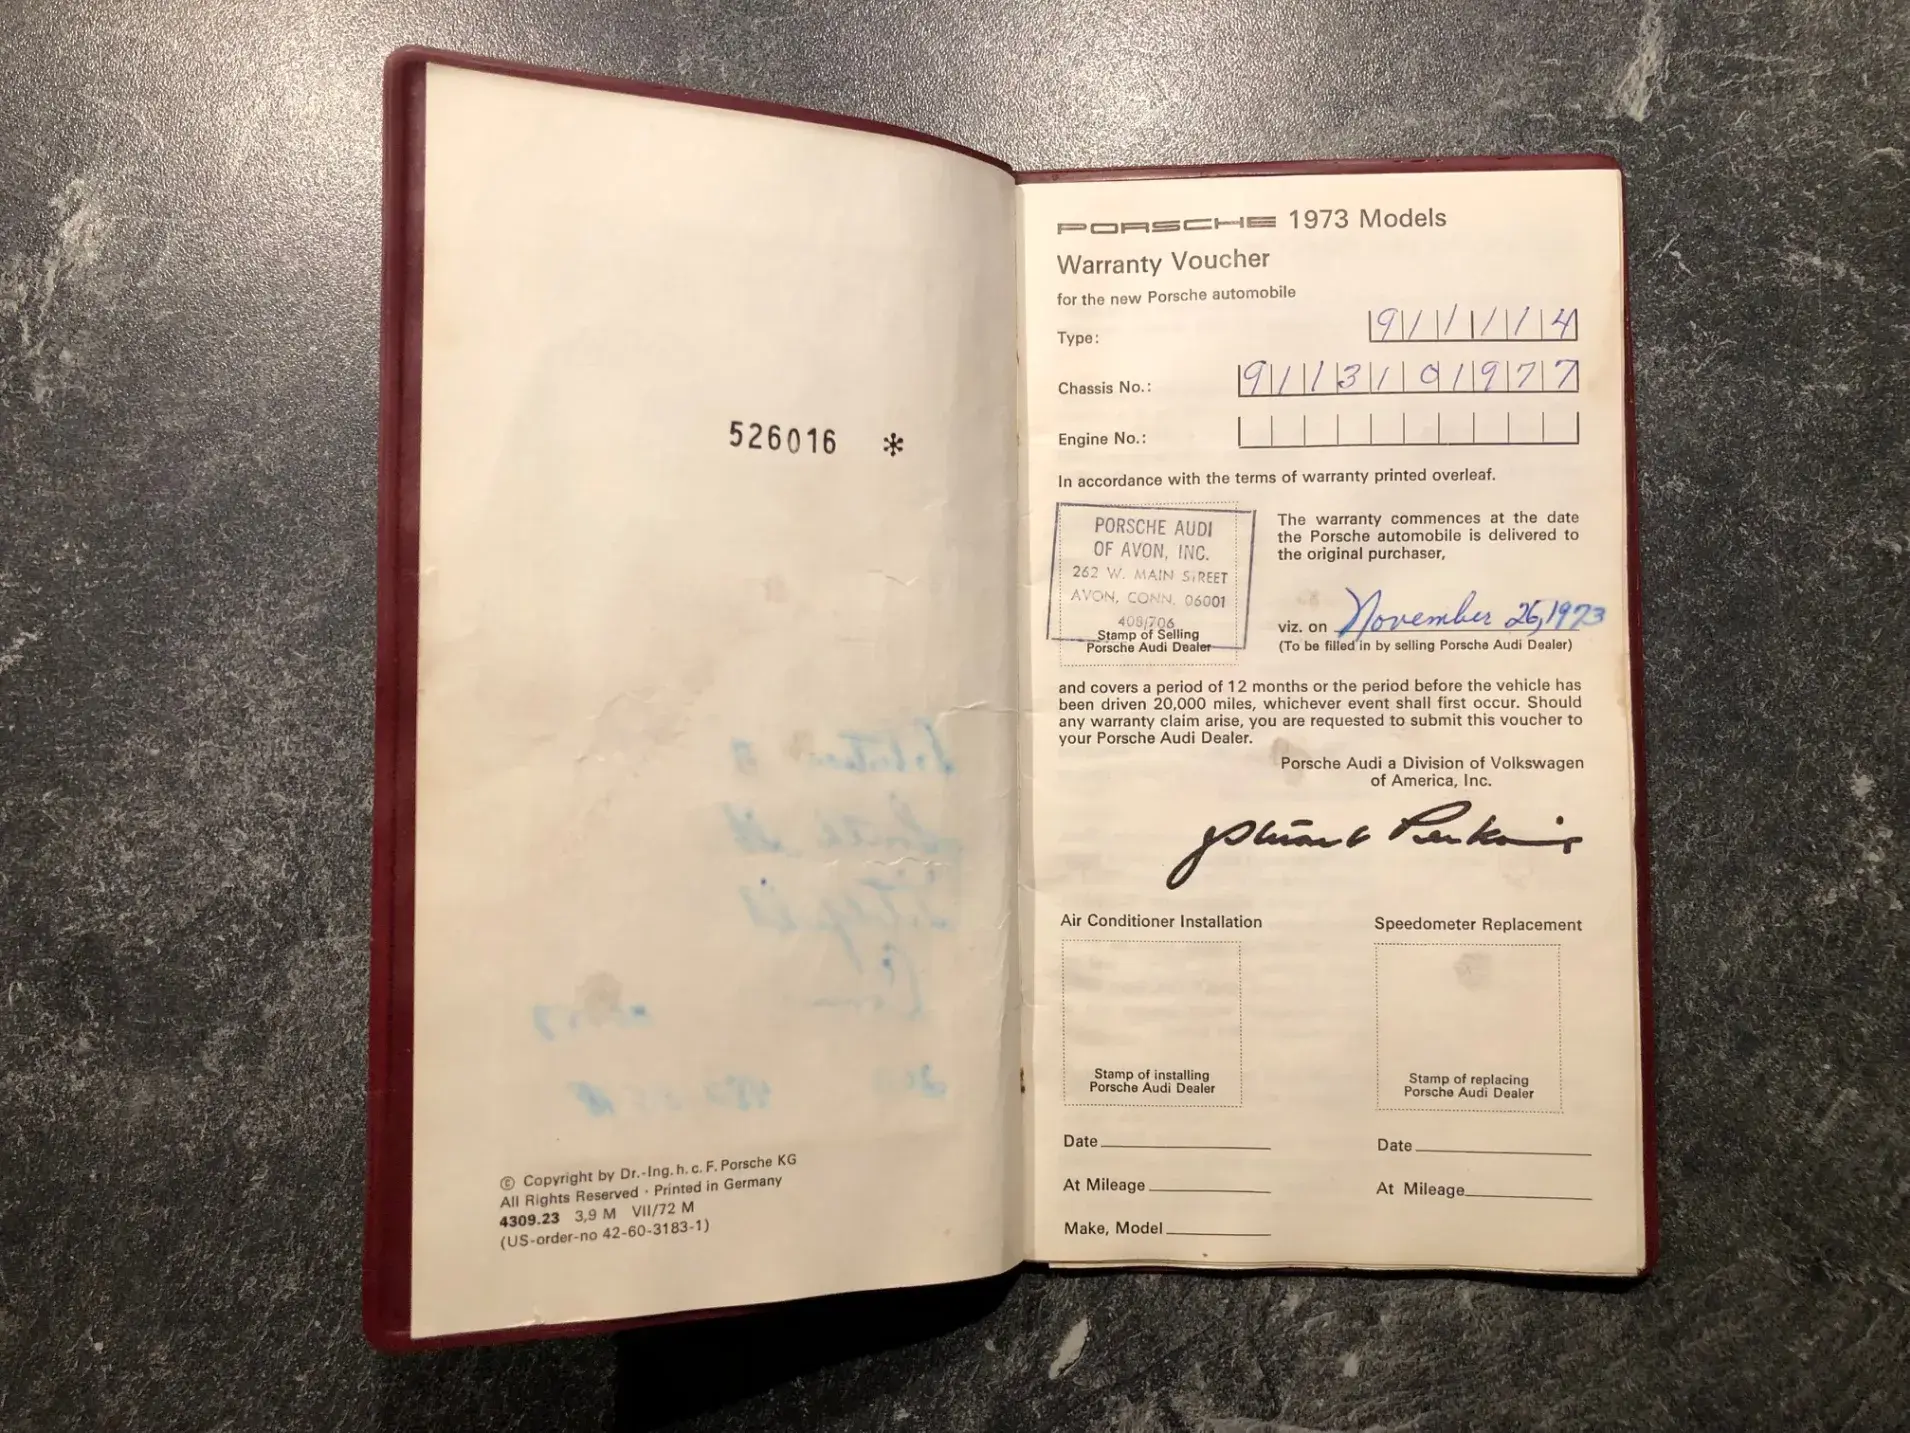 526016 *
© Copyright by Dr.-Ing. h. c. F. Porsche KG
All Rights Reserved · Printed in Germany
4309.23 3,9 M VII/72 M
(US-order-no 42-60-3183-1)
PORSCHE 1973 Models
Warranty Voucher
for the new Porsche automobile
Type: 911114
Chassis No.: 9113101977
Engine No.:
In accordance with the terms of warranty printed overleaf.
PORSCHE AUDI
OF AVON, INC.
262 W. MAIN STREET
AVON, CONN. 06001
408/706
Stamp of Selling
Porsche Audi Dealer
The warranty commences at the date
the Porsche automobile is delivered to
the original purchaser,
viz. on November 26, 1973
(To be filled in by selling Porsche Audi Dealer)
and covers a period of 12 months or the period before the vehicle has
been driven 20,000 miles, whichever event shall first occur. Should
any warranty claim arise, you are requested to submit this voucher to
your Porsche Audi Dealer.
Porsche Audi a Division of Volkswagen
of America, Inc.
Air Conditioner Installation
Stamp of installing
Porsche Audi Dealer
Date
At Mileage
Make, Model
Speedometer Replacement
Stamp of replacing
Porsche Audi Dealer
Date
At Mileage